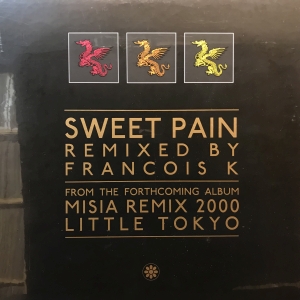 SWEET PAIN
REMIXED BY
FRANCOIS K
FROM THE FORTHCOMING ALBUM
MISIA REMIX 2000
LITTLE TOKYO